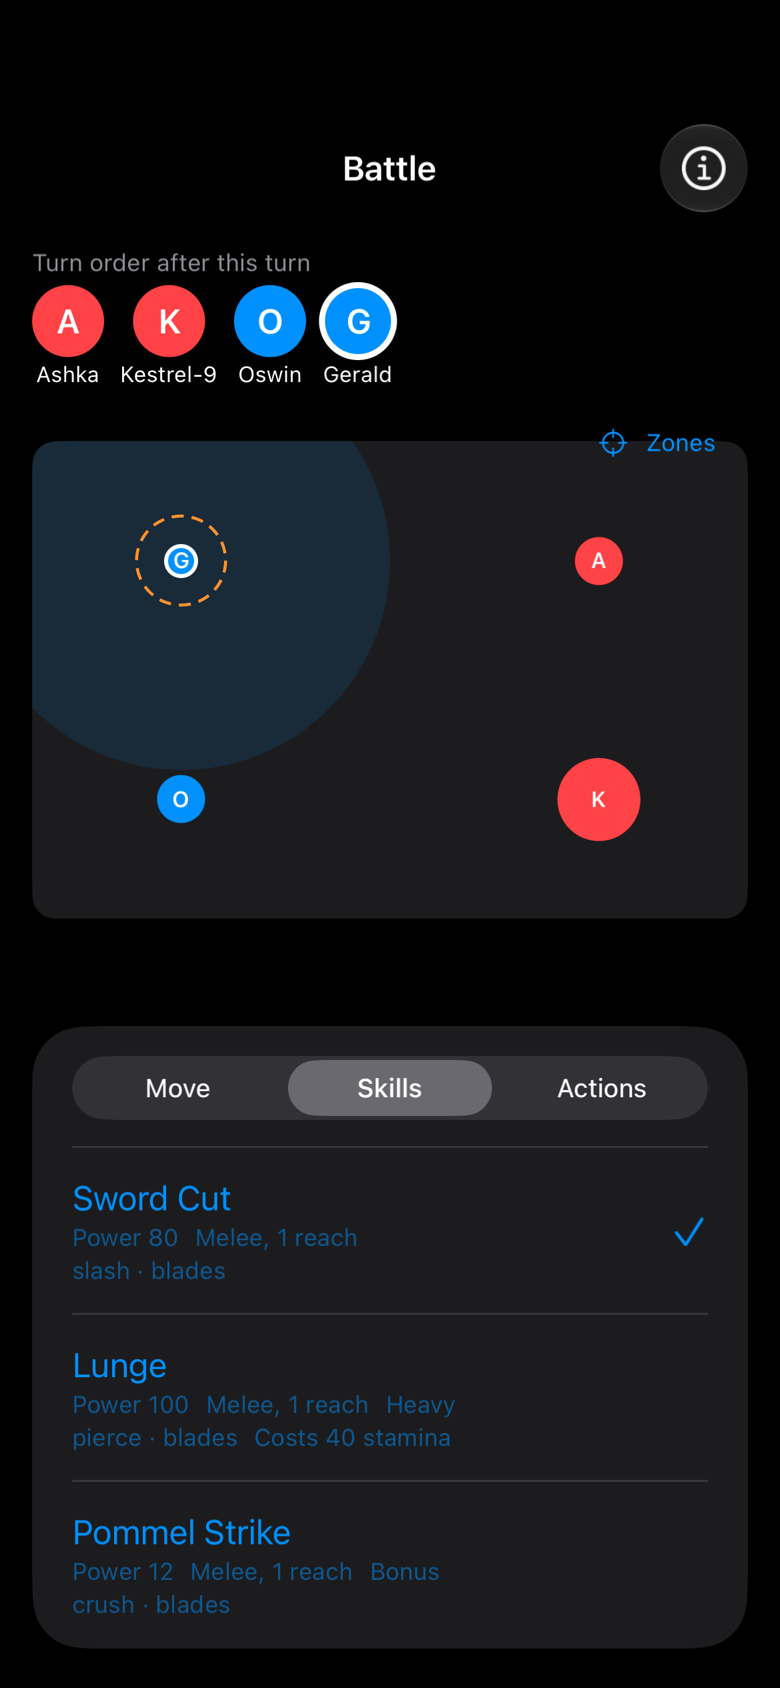 Battle
Turn order after this turn
A K O G
Ashka Kestrel-9 Oswin Gerald
Zones
G A
O K
Move Skills Actions
Sword Cut
Power 80 Melee, 1 reach
slash · blades
Lunge
Power 100 Melee, 1 reach Heavy
pierce · blades Costs 40 stamina
Pommel Strike
Power 12 Melee, 1 reach Bonus
crush · blades